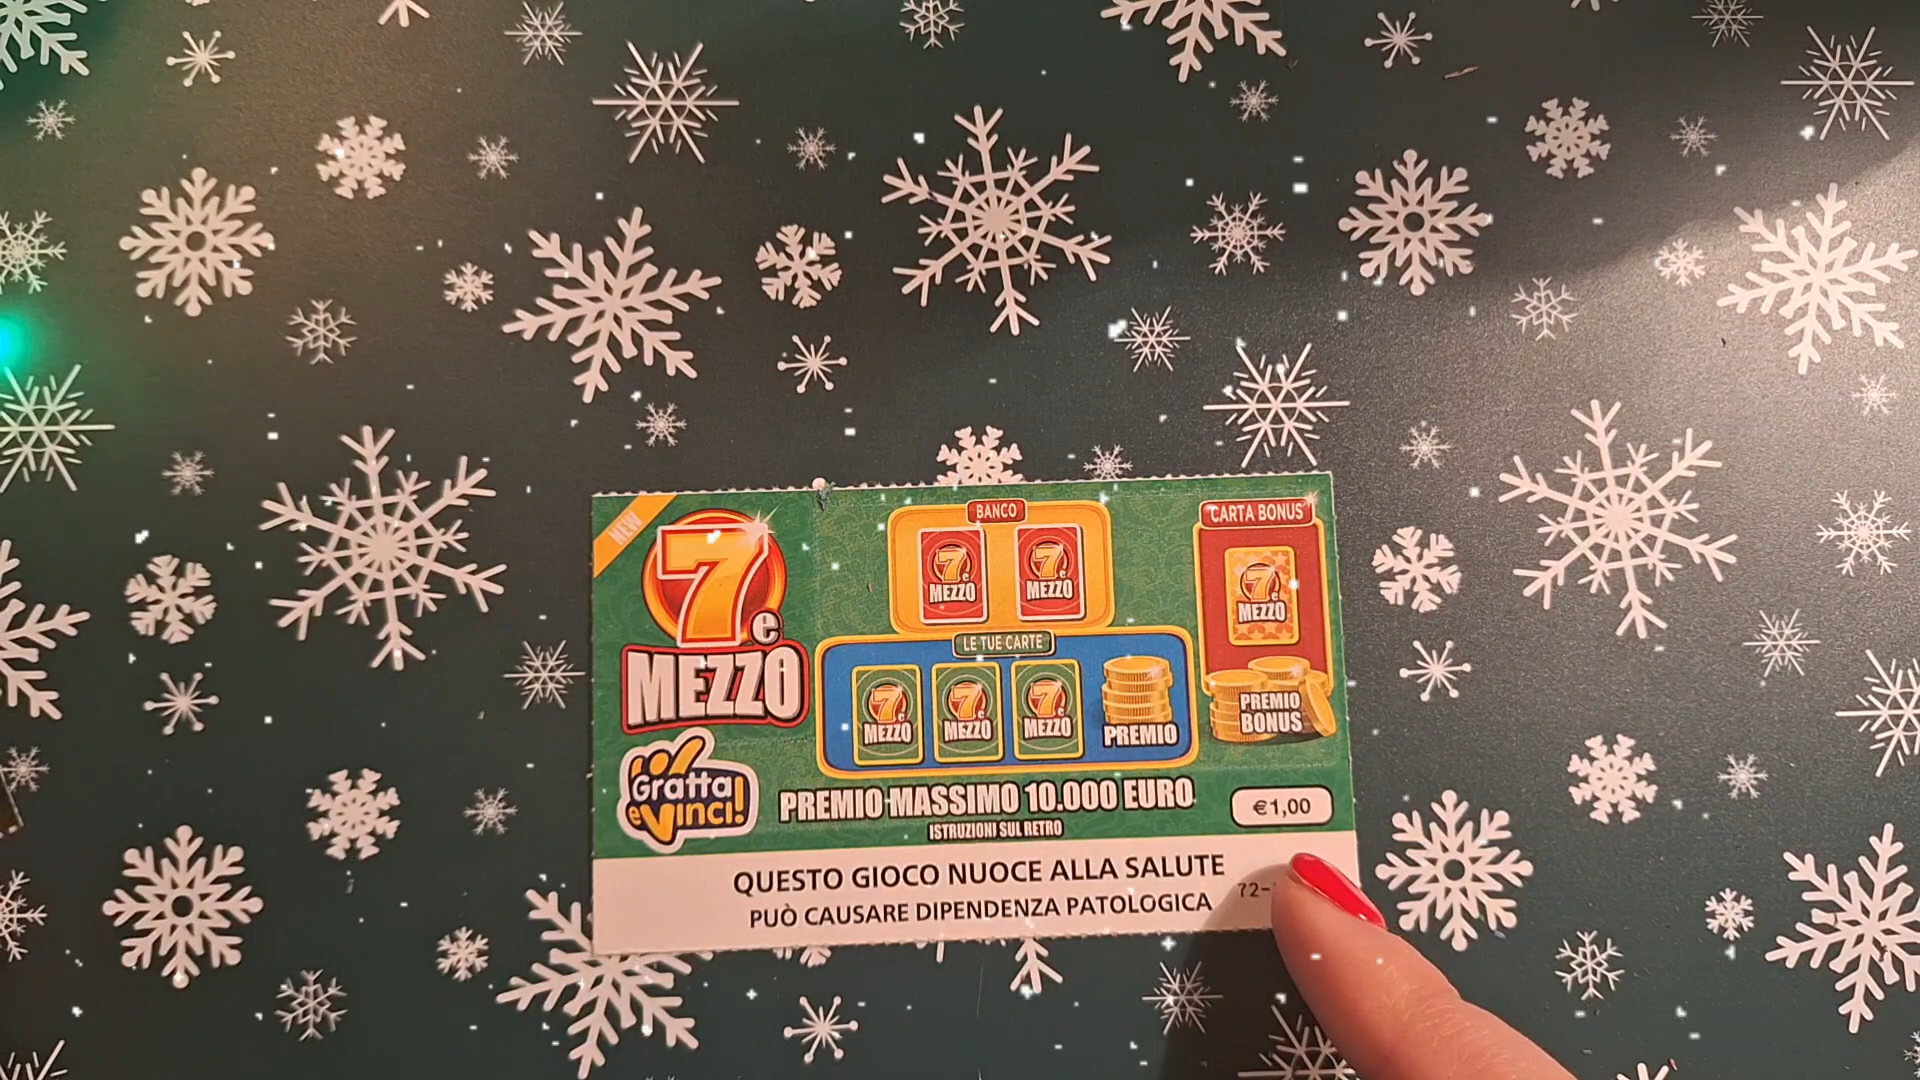 NEW
7 e
MEZZO
BANCO
7 e MEZZO
7 e MEZZO
CARTA BONUS
7 e MEZZO
PREMIO
BONUS
LE TUE CARTE
7 e MEZZO
7 e MEZZO
7 e MEZZO
PREMIO
Gratta
e Vinci!
PREMIO MASSIMO 10.000 EURO
€1,00
ISTRUZIONI SUL RETRO
QUESTO GIOCO NUOCE ALLA SALUTE
PUÒ CAUSARE DIPENDENZA PATOLOGICA
72-